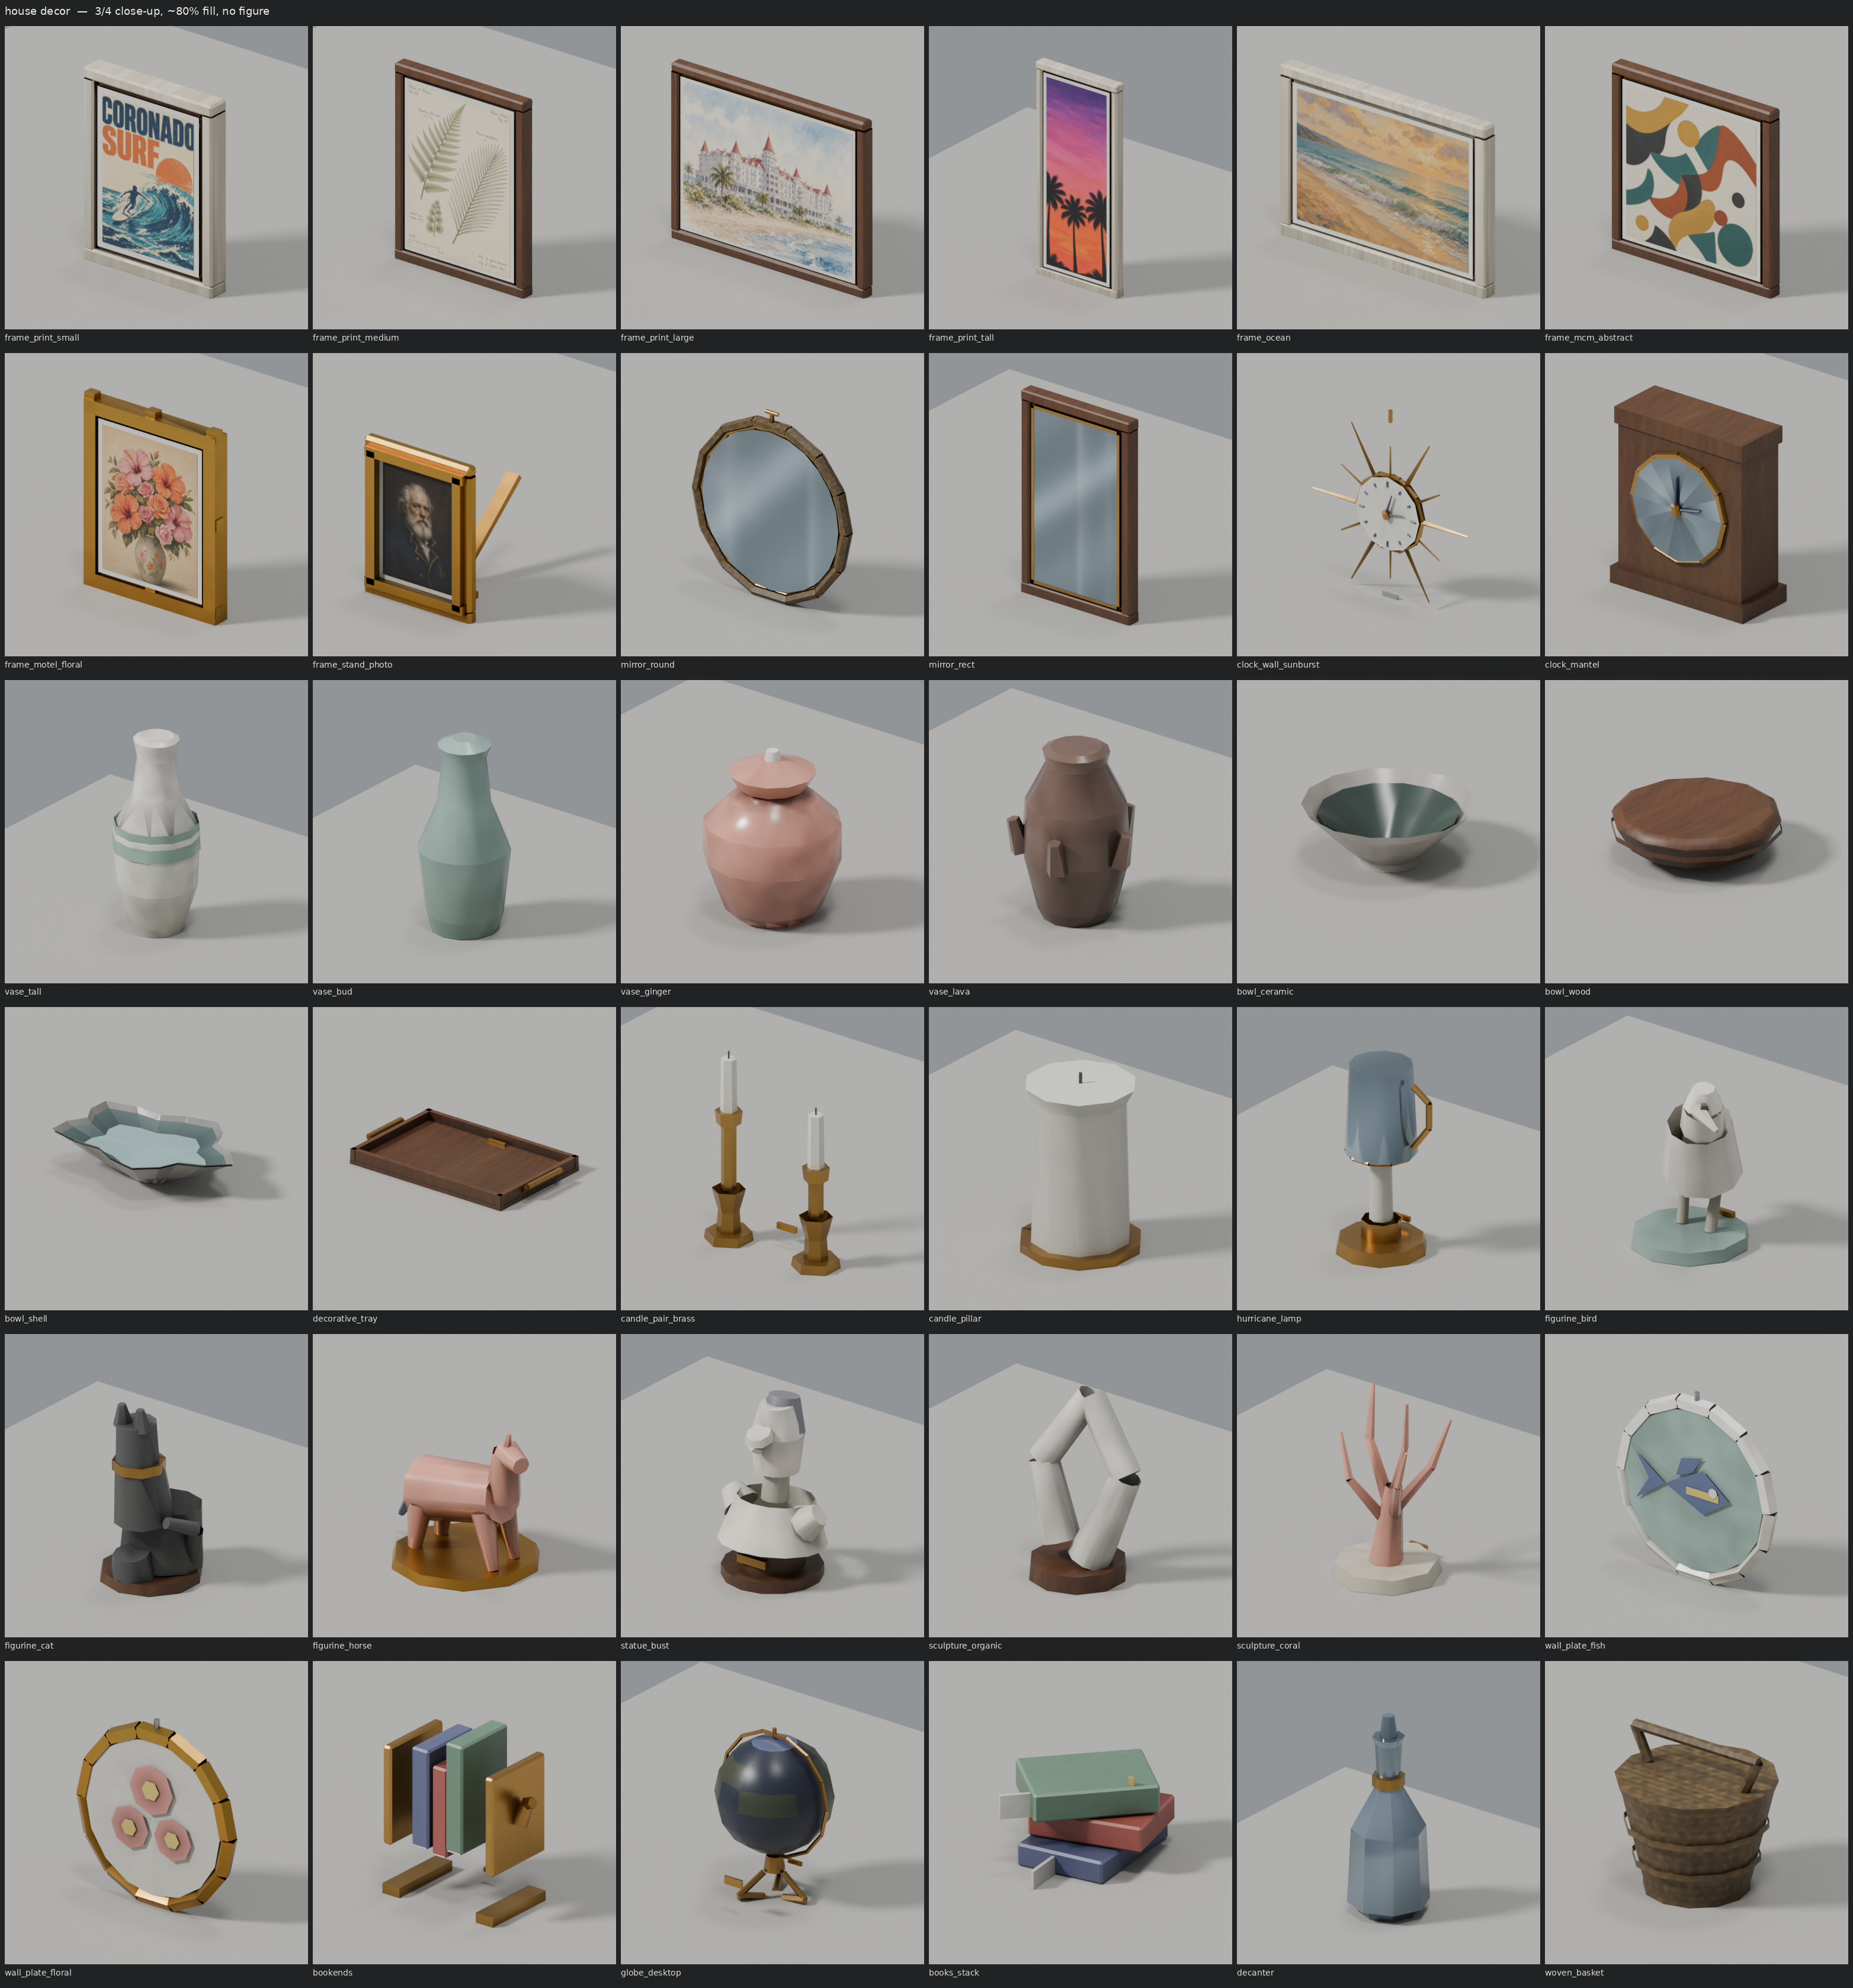 house decor — 3/4 close-up, ~80% fill, no figure
CORONADO
SURF
frame_print_small
frame_print_medium
frame_print_large
frame_print_tall
frame_ocean
frame_mcm_abstract
frame_motel_floral
frame_stand_photo
mirror_round
mirror_rect
clock_wall_sunburst
clock_mantel
vase_tall
vase_bud
vase_ginger
vase_lava
bowl_ceramic
bowl_wood
bowl_shell
decorative_tray
candle_pair_brass
candle_pillar
hurricane_lamp
figurine_bird
figurine_cat
figurine_horse
statue_bust
sculpture_organic
sculpture_coral
wall_plate_fish
wall_plate_floral
bookends
globe_desktop
books_stack
decanter
woven_basket